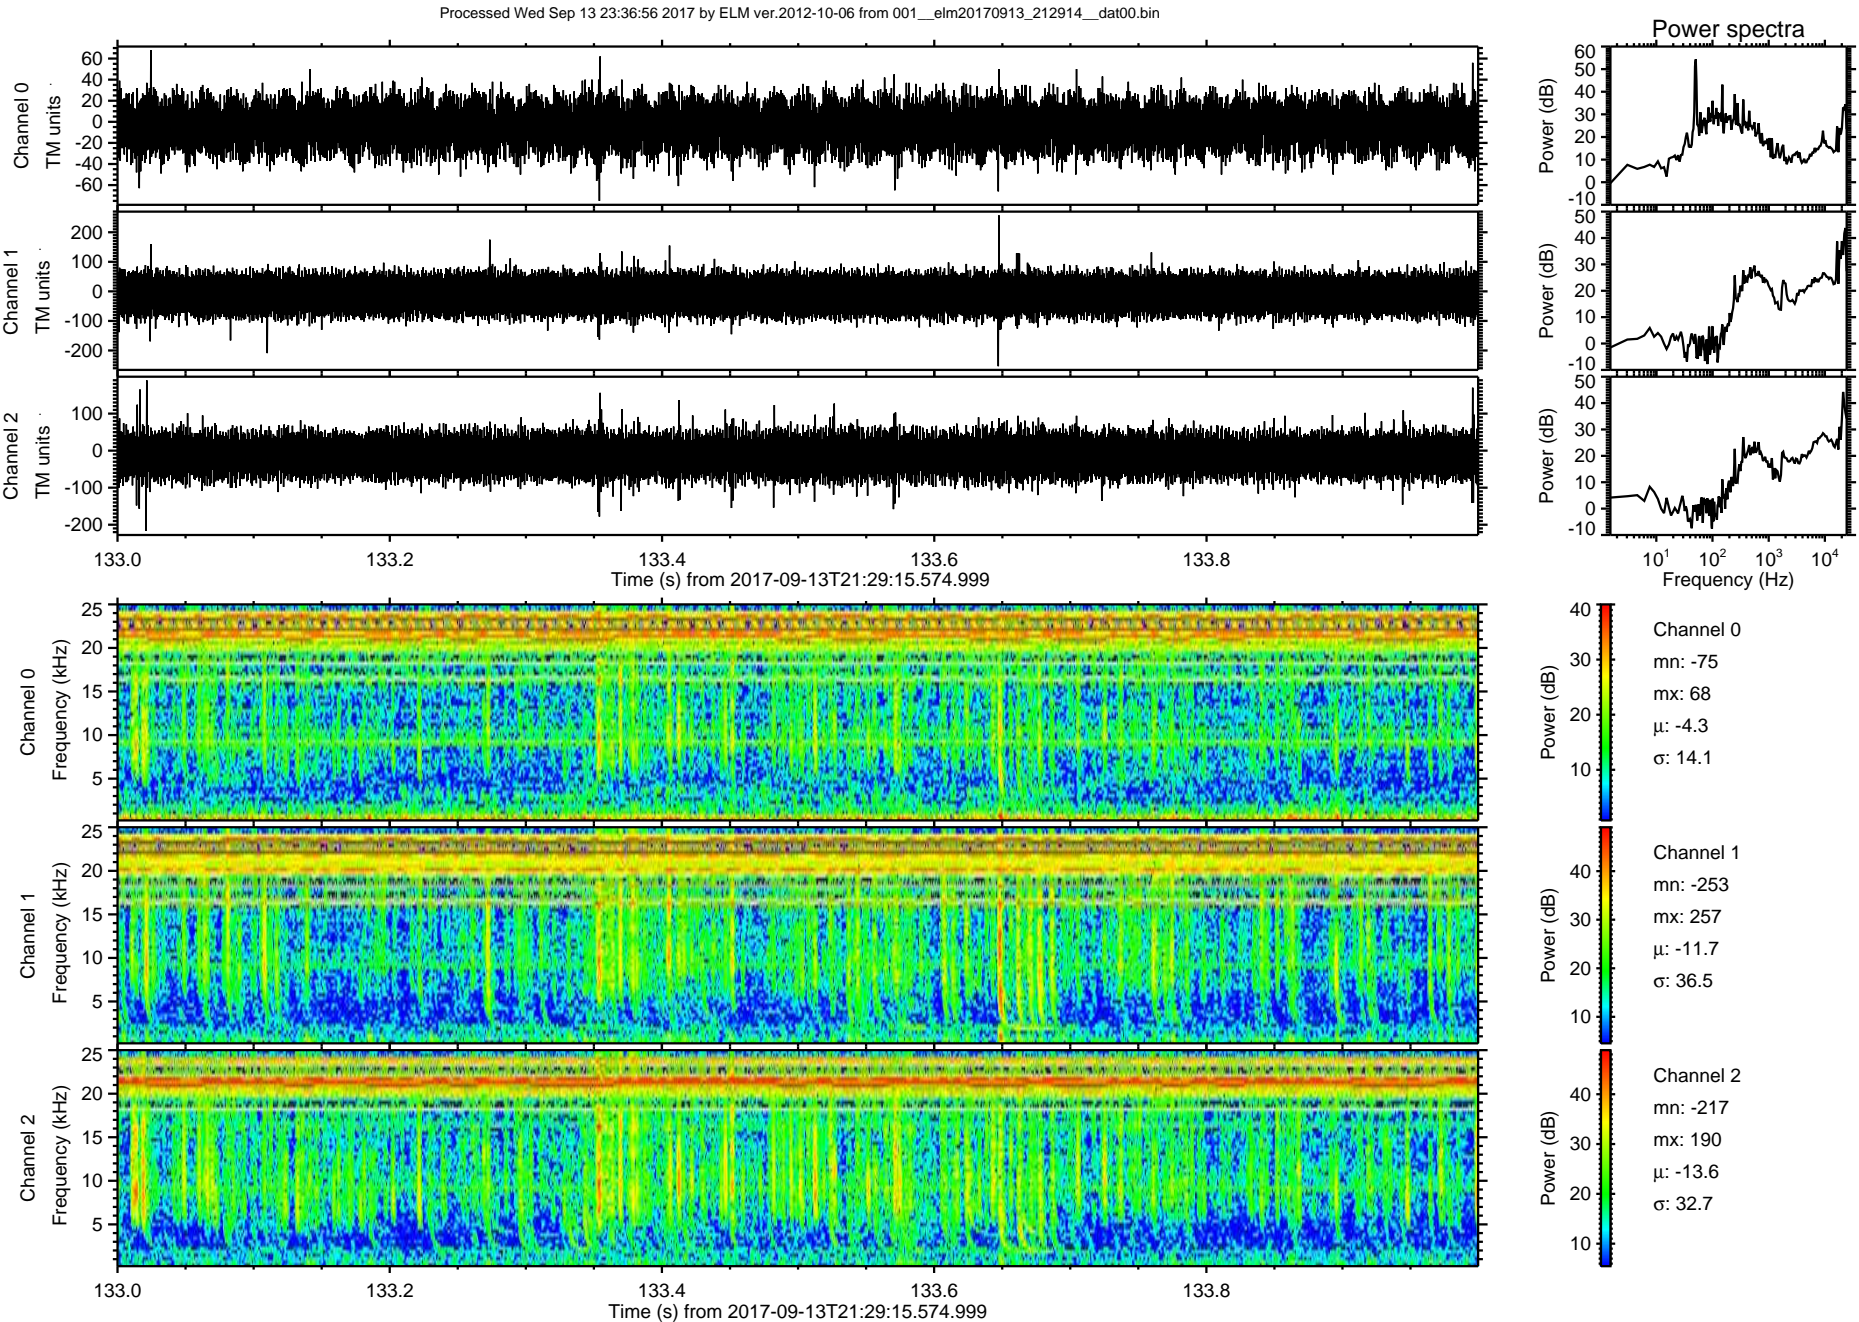 Processed Wed Sep 13 23:36:56 2017 by ELM ver.2012-10-06 from 001__elm20170913_212914__dat00.bin
Power spectra
Channel 0
TM units
60
40
20
0
-20
-40
-60
Power (dB)
60
50
40
30
20
10
0
-10
Channel 1
TM units
200
100
0
-100
-200
Power (dB)
50
40
30
20
10
0
-10
Channel 2
TM units
100
0
-100
-200
Power (dB)
50
40
30
20
10
0
-10
133.0 133.2 133.4 133.6 133.8
Time (s) from 2017-09-13T21:29:15.574.999
10^1 10^2 10^3 10^4
Frequency (Hz)
Channel 0
Frequency (kHz)
25
20
15
10
5
Power (dB)
40
30
20
10
Channel 0
mn: -75
mx: 68
μ: -4.3
σ: 14.1
Channel 1
Frequency (kHz)
25
20
15
10
5
Power (dB)
40
30
20
10
Channel 1
mn: -253
mx: 257
μ: -11.7
σ: 36.5
Channel 2
Frequency (kHz)
25
20
15
10
5
Power (dB)
40
30
20
10
Channel 2
mn: -217
mx: 190
μ: -13.6
σ: 32.7
133.0 133.2 133.4 133.6 133.8
Time (s) from 2017-09-13T21:29:15.574.999